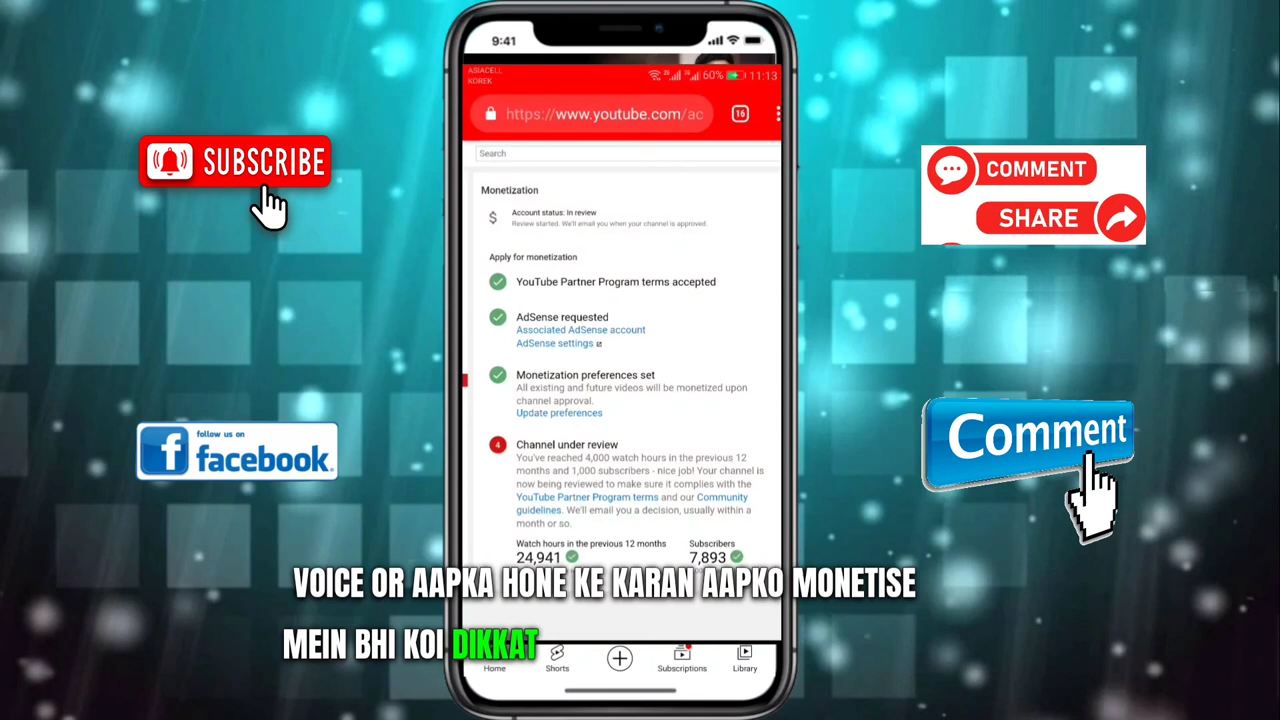 9:41
ASIACELL
KOREK
60% 11:13
https://www.youtube.com/ac
16
Search
Monetization
$
Account status: In review
Review started. We'll email you when your channel is approved.
Apply for monetization
YouTube Partner Program terms accepted
AdSense requested
Associated AdSense account
AdSense settings
Monetization preferences set
All existing and future videos will be monetized upon
channel approval.
Update preferences
4
Channel under review
You've reached 4,000 watch hours in the previous 12
months and 1,000 subscribers - nice job! Your channel is
now being reviewed to make sure it complies with the
YouTube Partner Program terms and our Community
guidelines. We'll email you a decision, usually within a
month or so.
Watch hours in the previous 12 months Subscribers
24,941 7,893
Home Shorts Subscriptions Library
SUBSCRIBE
follow us on
facebook.
COMMENT
SHARE
Comment
VOICE OR AAPKA HONE KE KARAN AAPKO MONETISE
MEIN BHI KOI DIKKAT